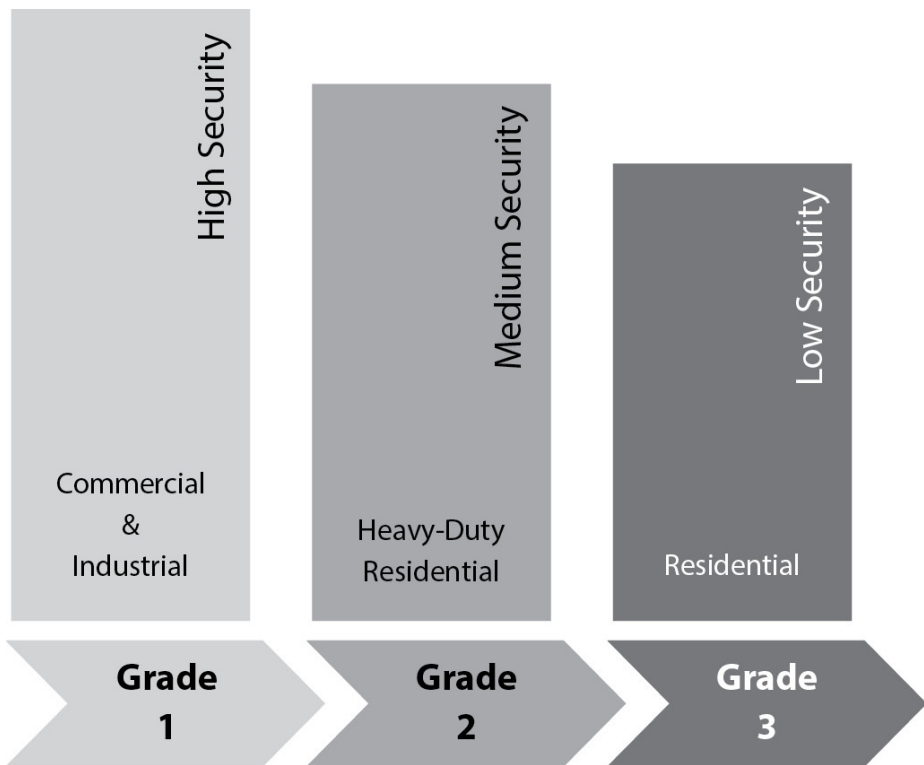 High Security
Commercial
&
Industrial
Medium Security
Heavy-Duty
Residential
Low Security
Residential
Grade
1
Grade
2
Grade
3